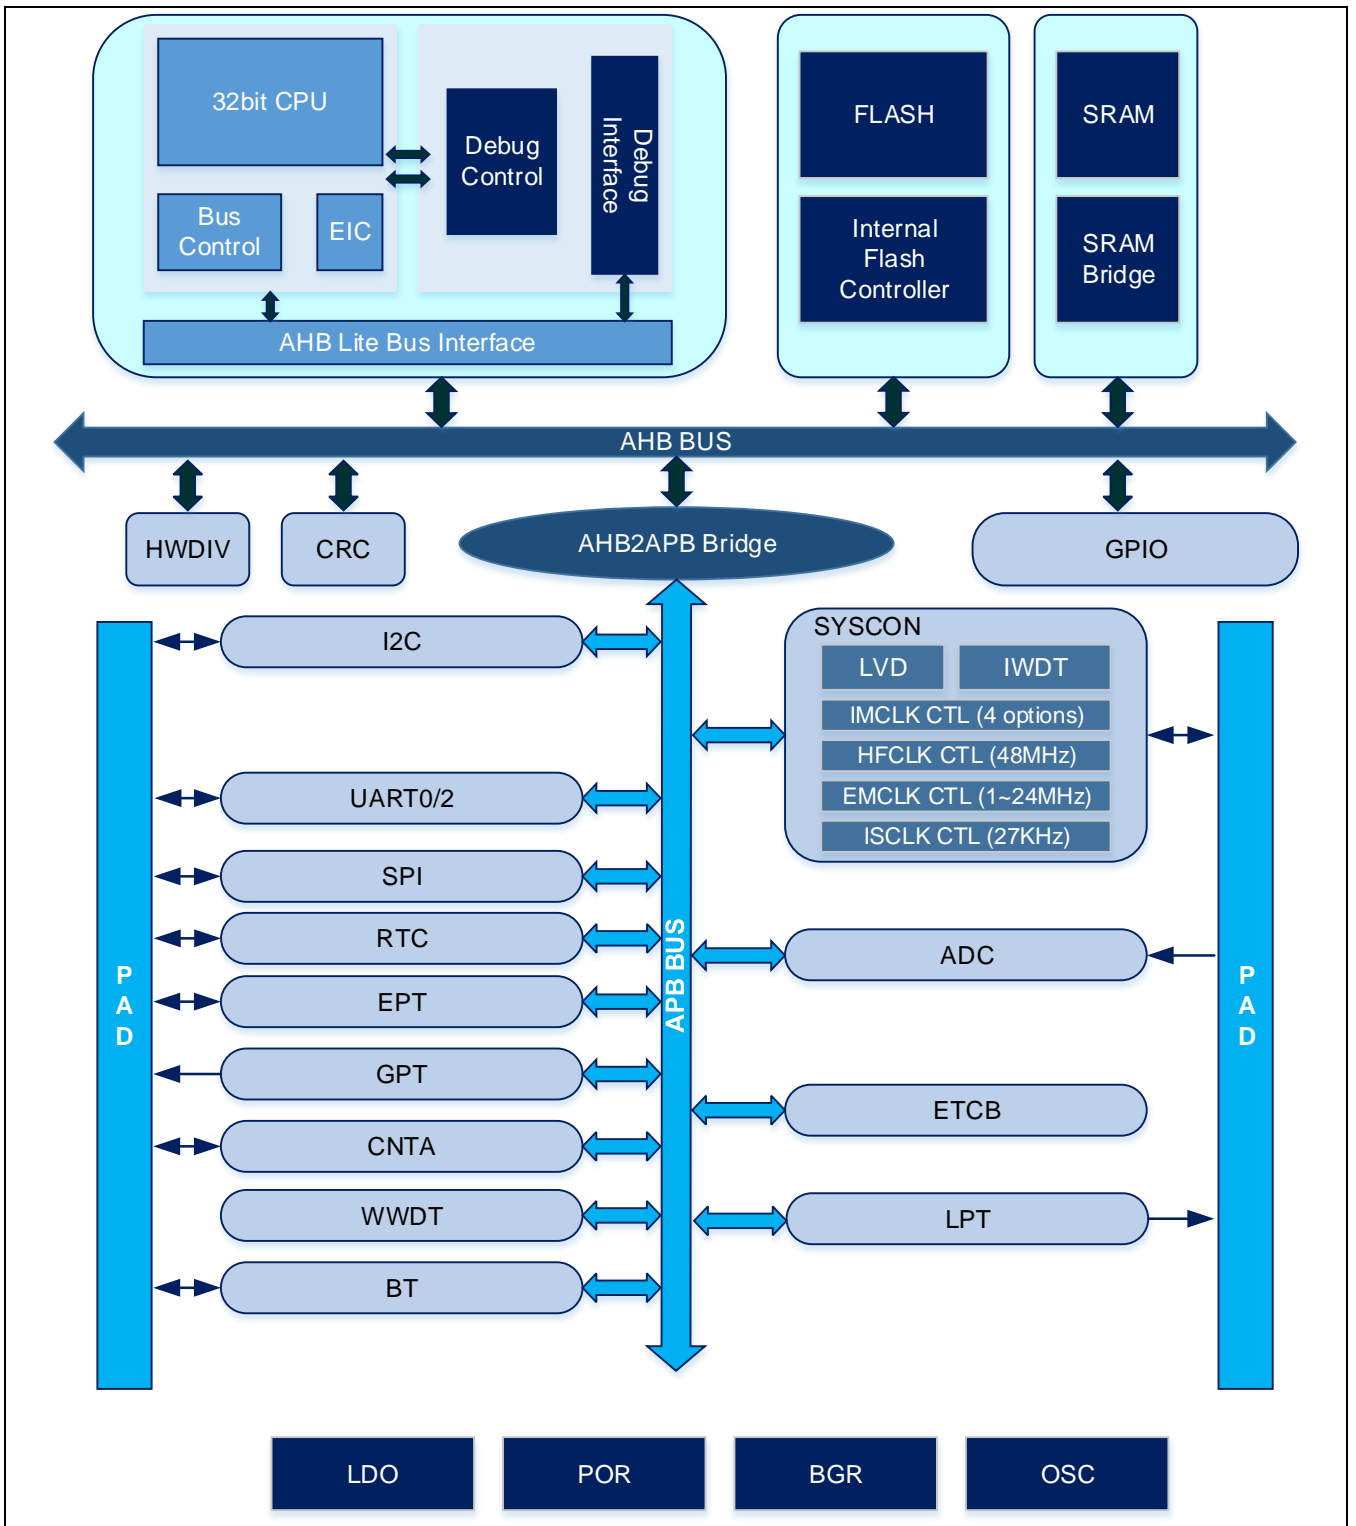 32bit CPU
Bus
Control
EIC
Debug
Control
Debug
Interface
AHB Lite Bus Interface
FLASH
Internal
Flash
Controller
SRAM
SRAM
Bridge
AHB BUS
HWDIV
CRC
AHB2APB Bridge
GPIO
I2C
UART0/2
SPI
RTC
EPT
GPT
CNTA
WWDT
BT
P
A
D
APB BUS
SYSCON
LVD
IWDT
IMCLK CTL (4 options)
HFCLK CTL (48MHz)
EMCLK CTL (1~24MHz)
ISCLK CTL (27KHz)
ADC
ETCB
LPT
P
A
D
LDO
POR
BGR
OSC